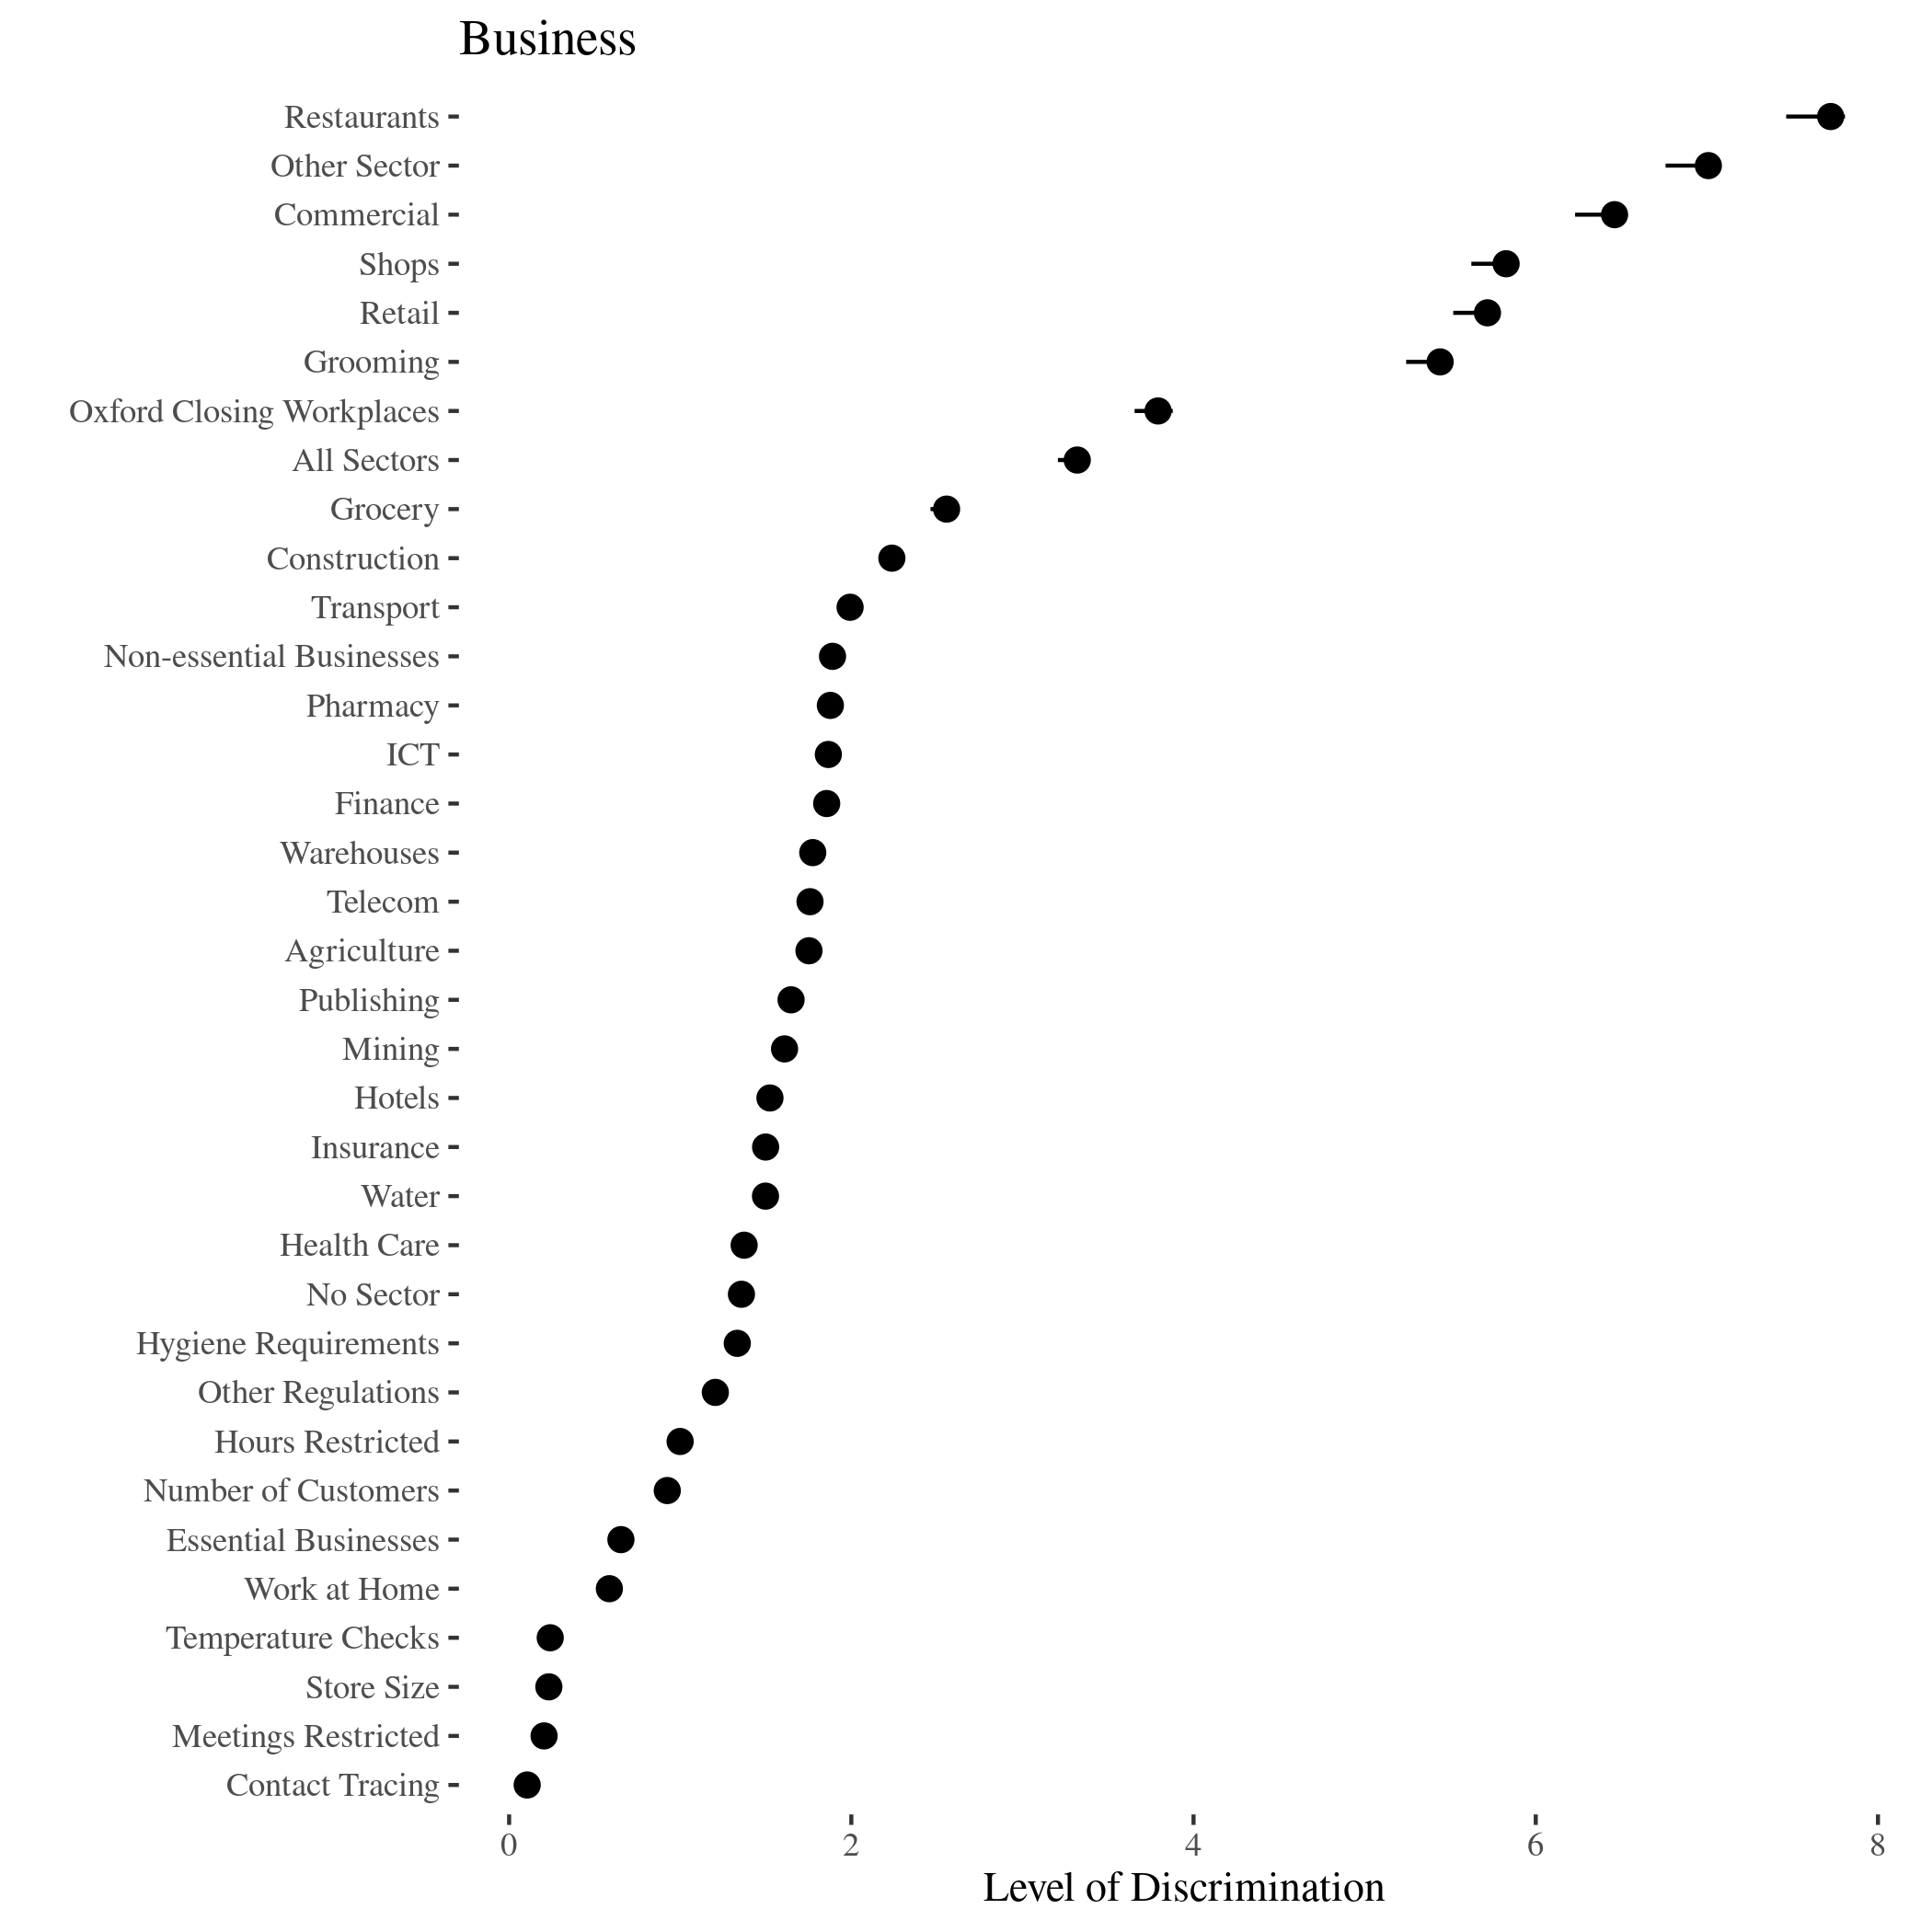 Business
Restaurants
Other Sector
Commercial
Shops
Retail
Grooming
Oxford Closing Workplaces
All Sectors
Grocery
Construction
Transport
Non-essential Businesses
Pharmacy
ICT
Finance
Warehouses
Telecom
Agriculture
Publishing
Mining
Hotels
Insurance
Water
Health Care
No Sector
Hygiene Requirements
Other Regulations
Hours Restricted
Number of Customers
Essential Businesses
Work at Home
Temperature Checks
Store Size
Meetings Restricted
Contact Tracing
0 2 4 6 8
Level of Discrimination